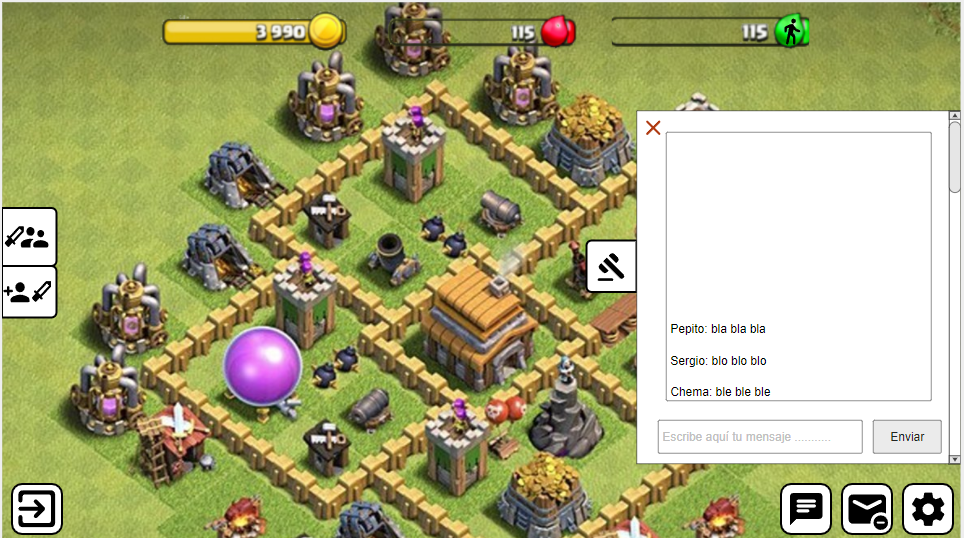 3 990
115
115
Pepito: bla bla bla
Sergio: blo blo blo
Chema: ble ble ble
Escribe aquí tu mensaje ...........
Enviar